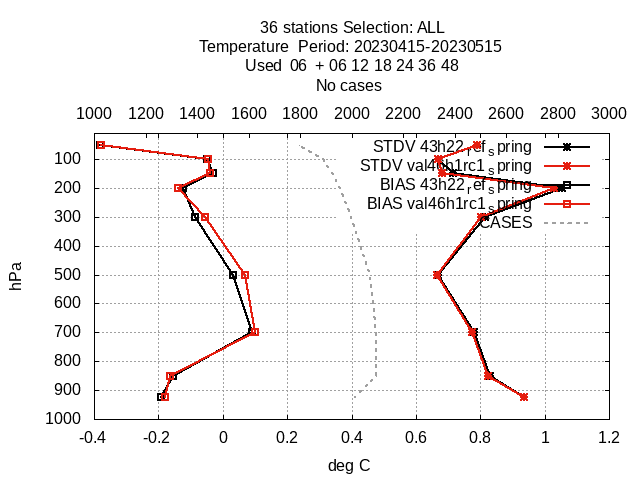 36 stations Selection: ALL
Temperature Period: 20230415-20230515
Used 06 + 06 12 18 24 36 48
No cases
1000 1200 1400 1600 1800 2000 2200 2400 2600 2800 3000
STDV 43h22_ref_spring
STDV val46h1rc1_spring
BIAS 43h22_ref_spring
BIAS val46h1rc1_spring
CASES
hPa
100
200
300
400
500
600
700
800
900
1000
-0.4 -0.2 0 0.2 0.4 0.6 0.8 1 1.2
deg C